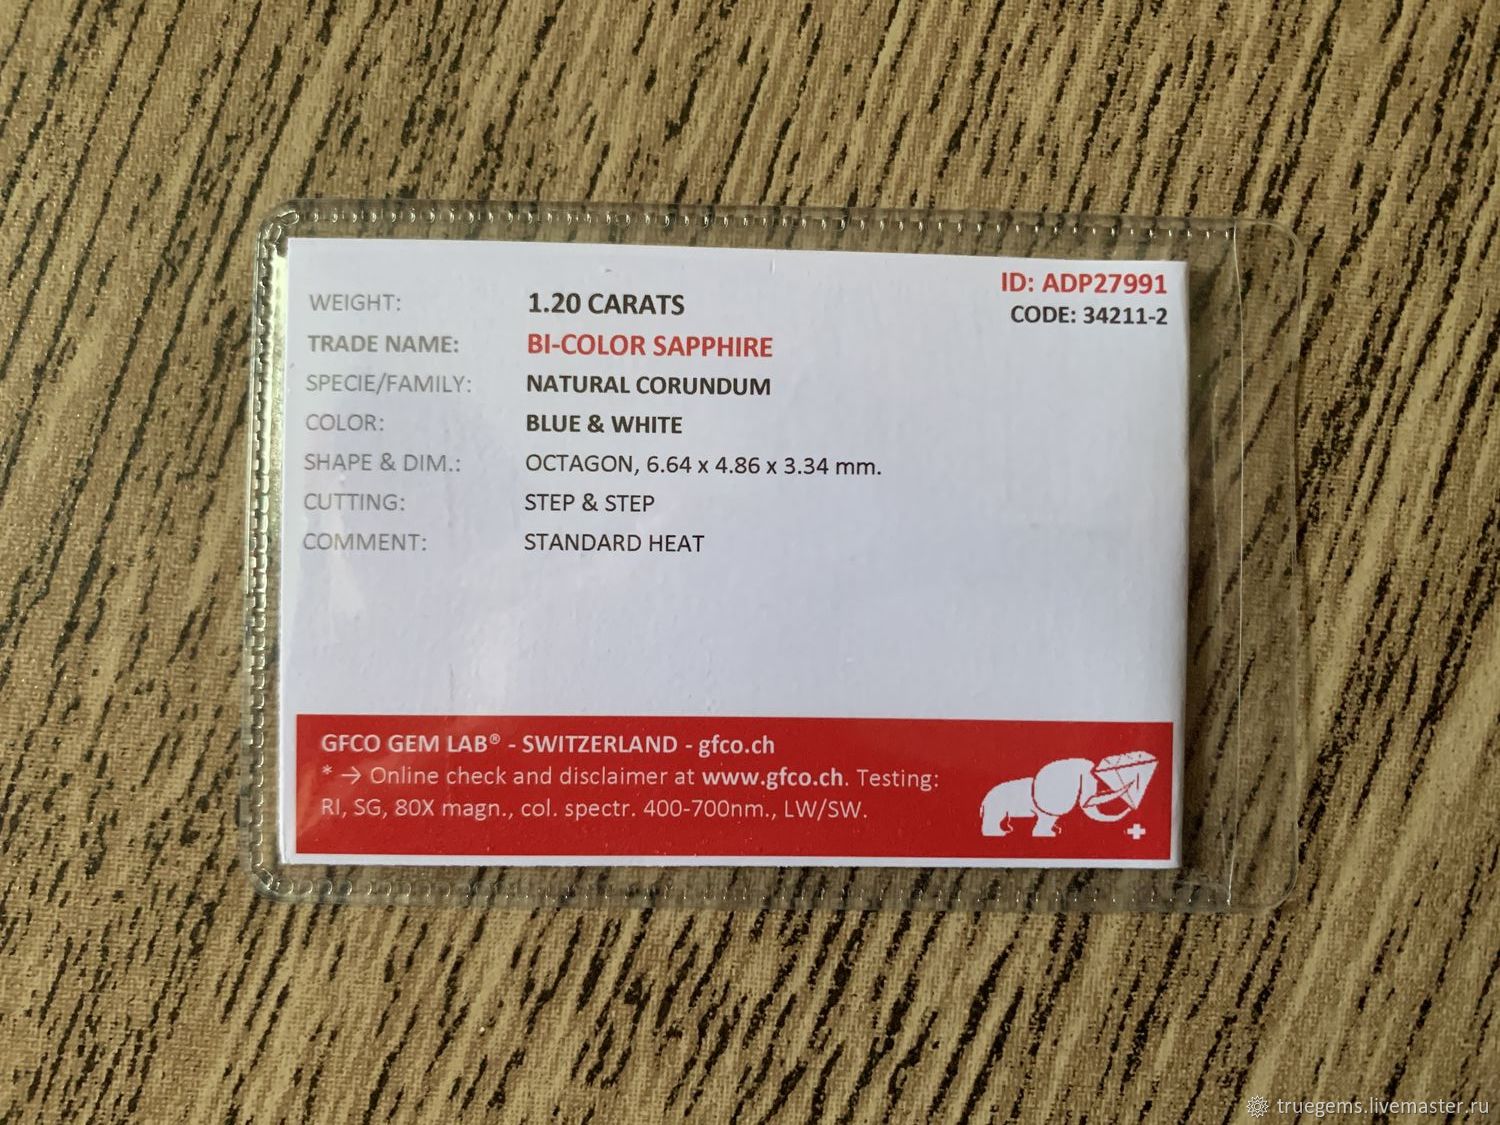 ID: ADP27991
CODE: 34211-2
WEIGHT: 1.20 CARATS
TRADE NAME: BI-COLOR SAPPHIRE
SPECIE/FAMILY: NATURAL CORUNDUM
COLOR: BLUE & WHITE
SHAPE & DIM.: OCTAGON, 6.64 x 4.86 x 3.34 mm.
CUTTING: STEP & STEP
COMMENT: STANDARD HEAT
GFCO GEM LAB® - SWITZERLAND - gfco.ch
* → Online check and disclaimer at www.gfco.ch. Testing:
RI, SG, 80X magn., col. spectr. 400-700nm., LW/SW.
truegems.livemaster.ru